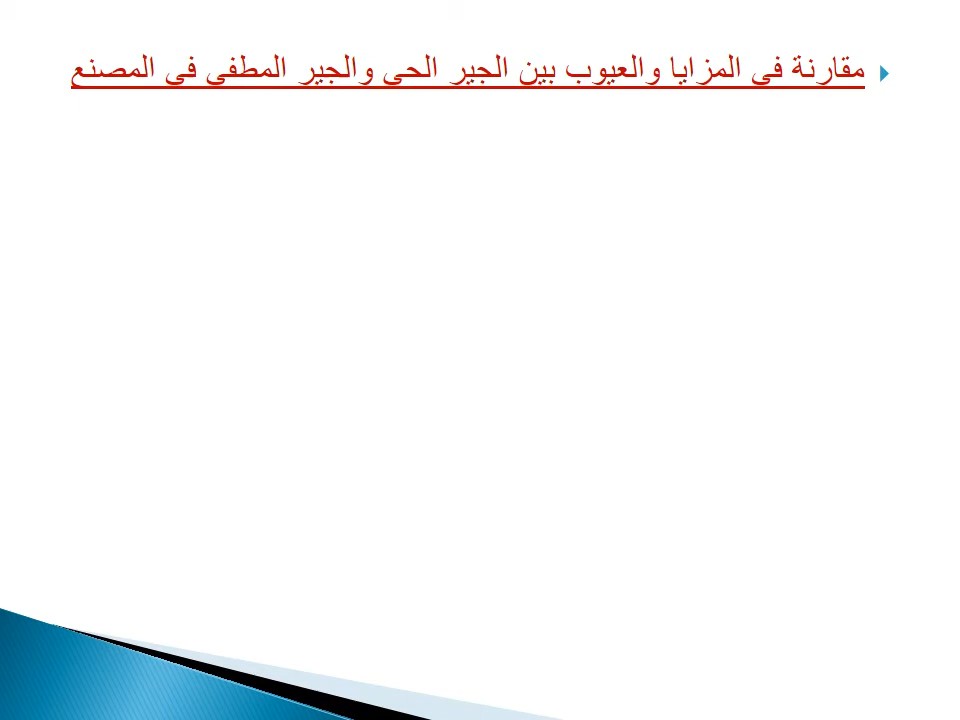 مقارنة فى المزايا والعيوب بين الجير الحى والجير المطفى فى المصنع